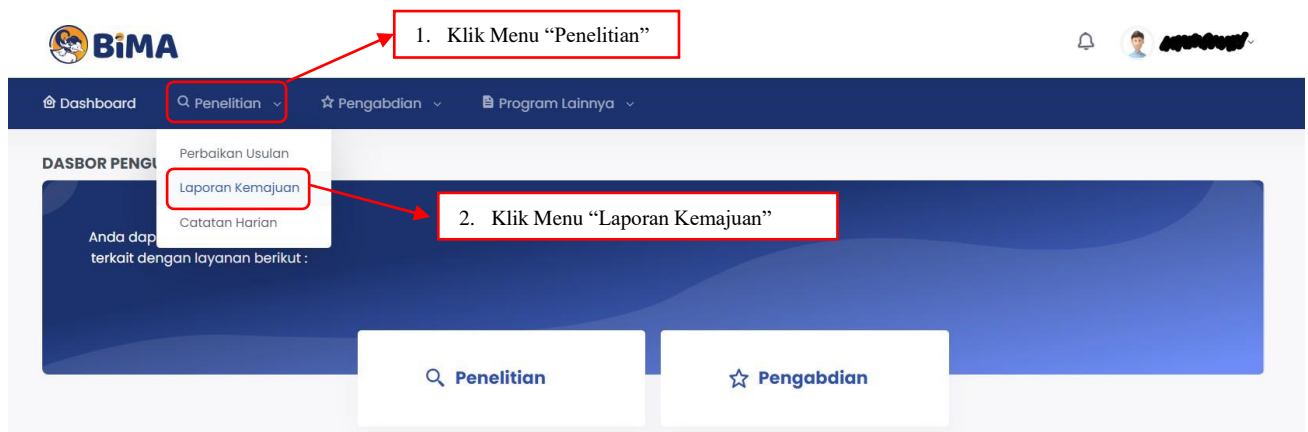 BiMA
1. Klik Menu “Penelitian”
Dashboard Penelitian Pengabdian Program Lainnya
DASBOR PENGU
Perbaikan Usulan
Laporan Kemajuan
Catatan Harian
2. Klik Menu “Laporan Kemajuan”
Anda dap
terkait dengan layanan berikut :
Penelitian Pengabdian